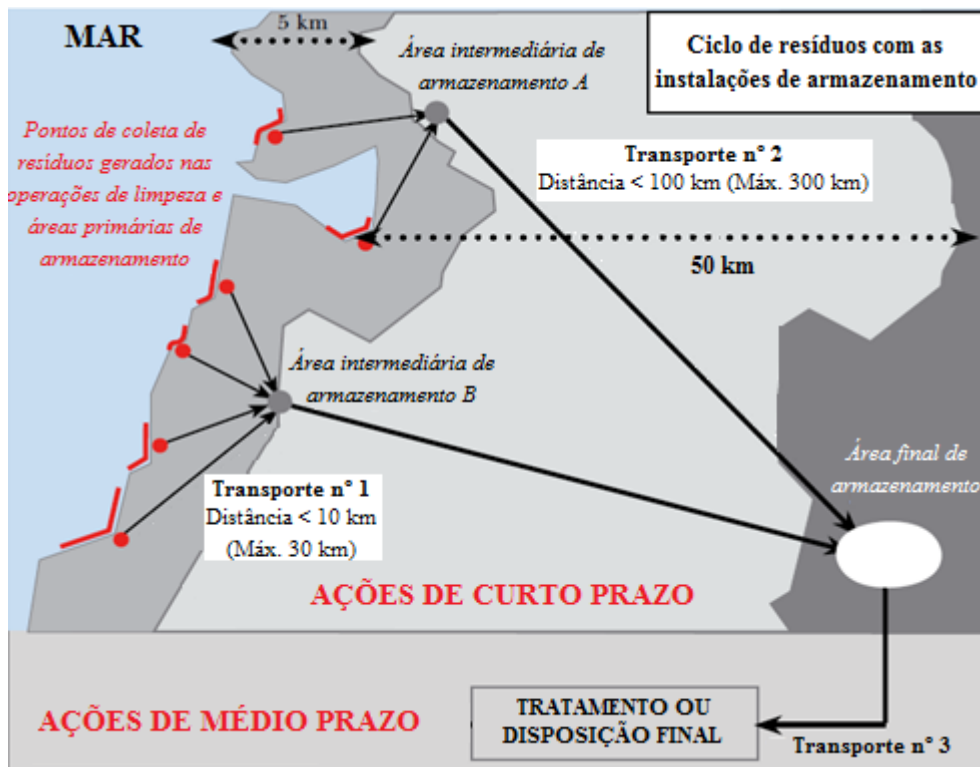 MAR
5 km
Área intermediária de
armazenamento A
Ciclo de resíduos com as
instalações de armazenamento
Pontos de coleta de
resíduos gerados nas
operações de limpeza e
áreas primárias de
armazenamento
Transporte nº 2
Distância < 100 km (Máx. 300 km)
50 km
Área intermediária de
armazenamento B
Transporte nº 1
Distância < 10 km
(Máx. 30 km)
Área final de
armazenamento
AÇÕES DE CURTO PRAZO
AÇÕES DE MÉDIO PRAZO
TRATAMENTO OU
DISPOSIÇÃO FINAL
Transporte nº 3